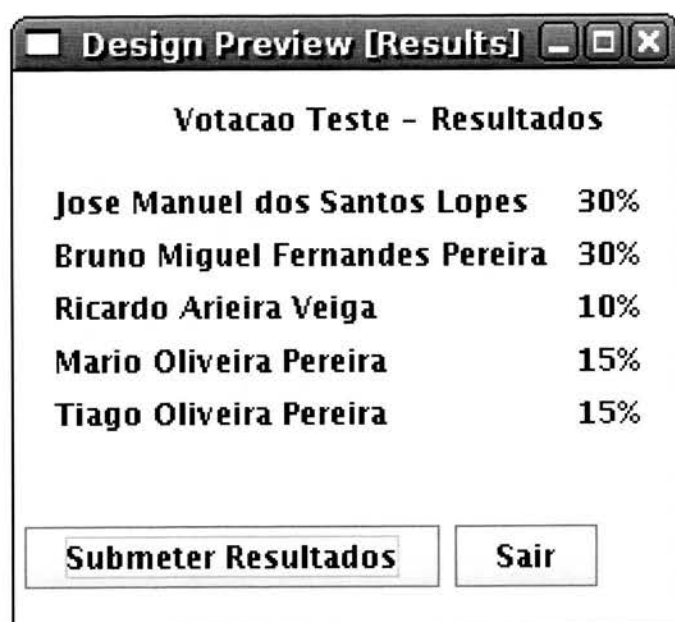 Design Preview [Results]
Votacao Teste - Resultados
Jose Manuel dos Santos Lopes 30%
Bruno Miguel Fernandes Pereira 30%
Ricardo Arieira Veiga 10%
Mario Oliveira Pereira 15%
Tiago Oliveira Pereira 15%
Submeter Resultados Sair